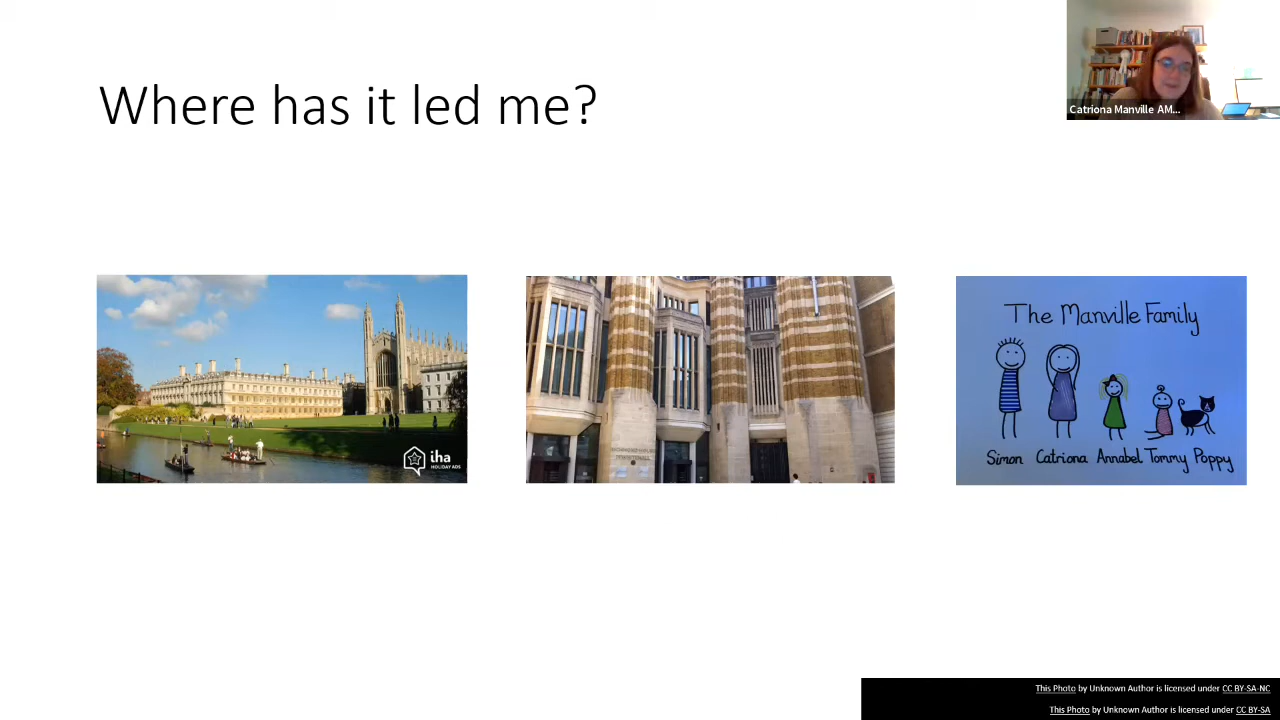 Where has it led me?
Catriona Manville AM...
iha
HOLIDAY ADS
The Manville Family
Simon Catriona Annabel Tommy Poppy
This Photo by Unknown Author is licensed under CC BY-SA-NC
This Photo by Unknown Author is licensed under CC BY-SA